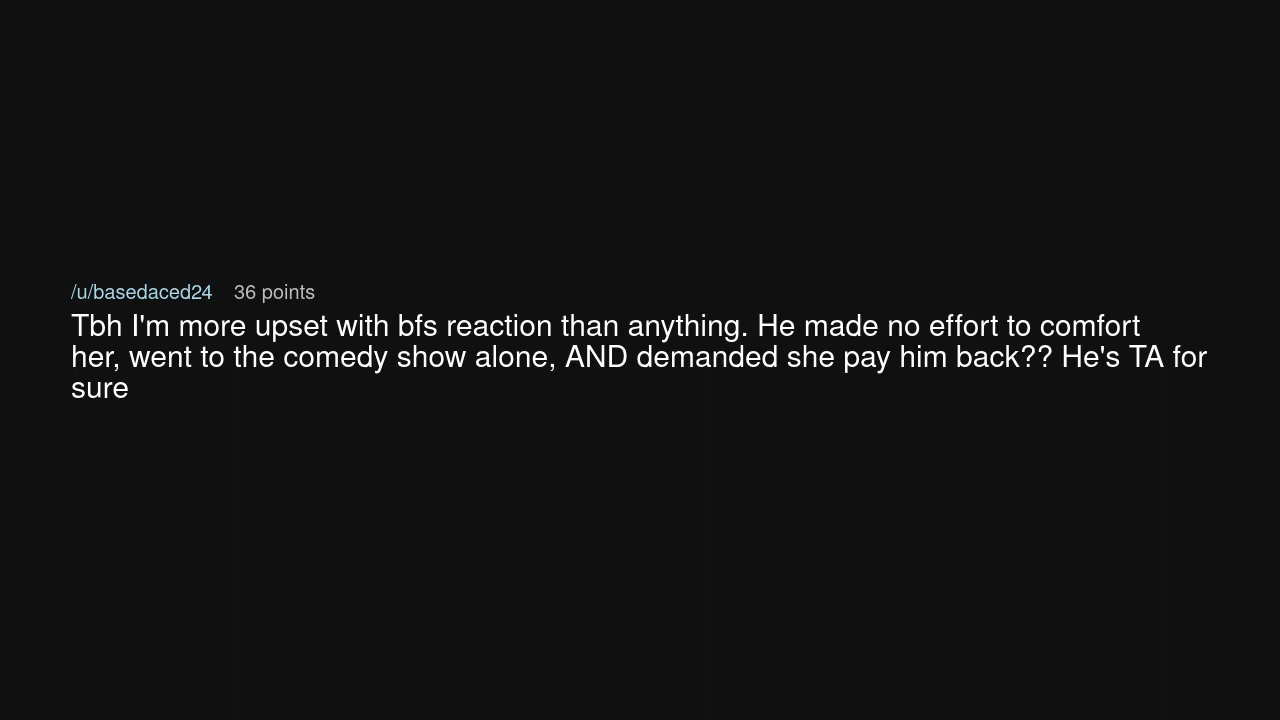 /u/basedaced24 36 points
Tbh I'm more upset with bfs reaction than anything. He made no effort to comfort
her, went to the comedy show alone, AND demanded she pay him back?? He's TA for
sure